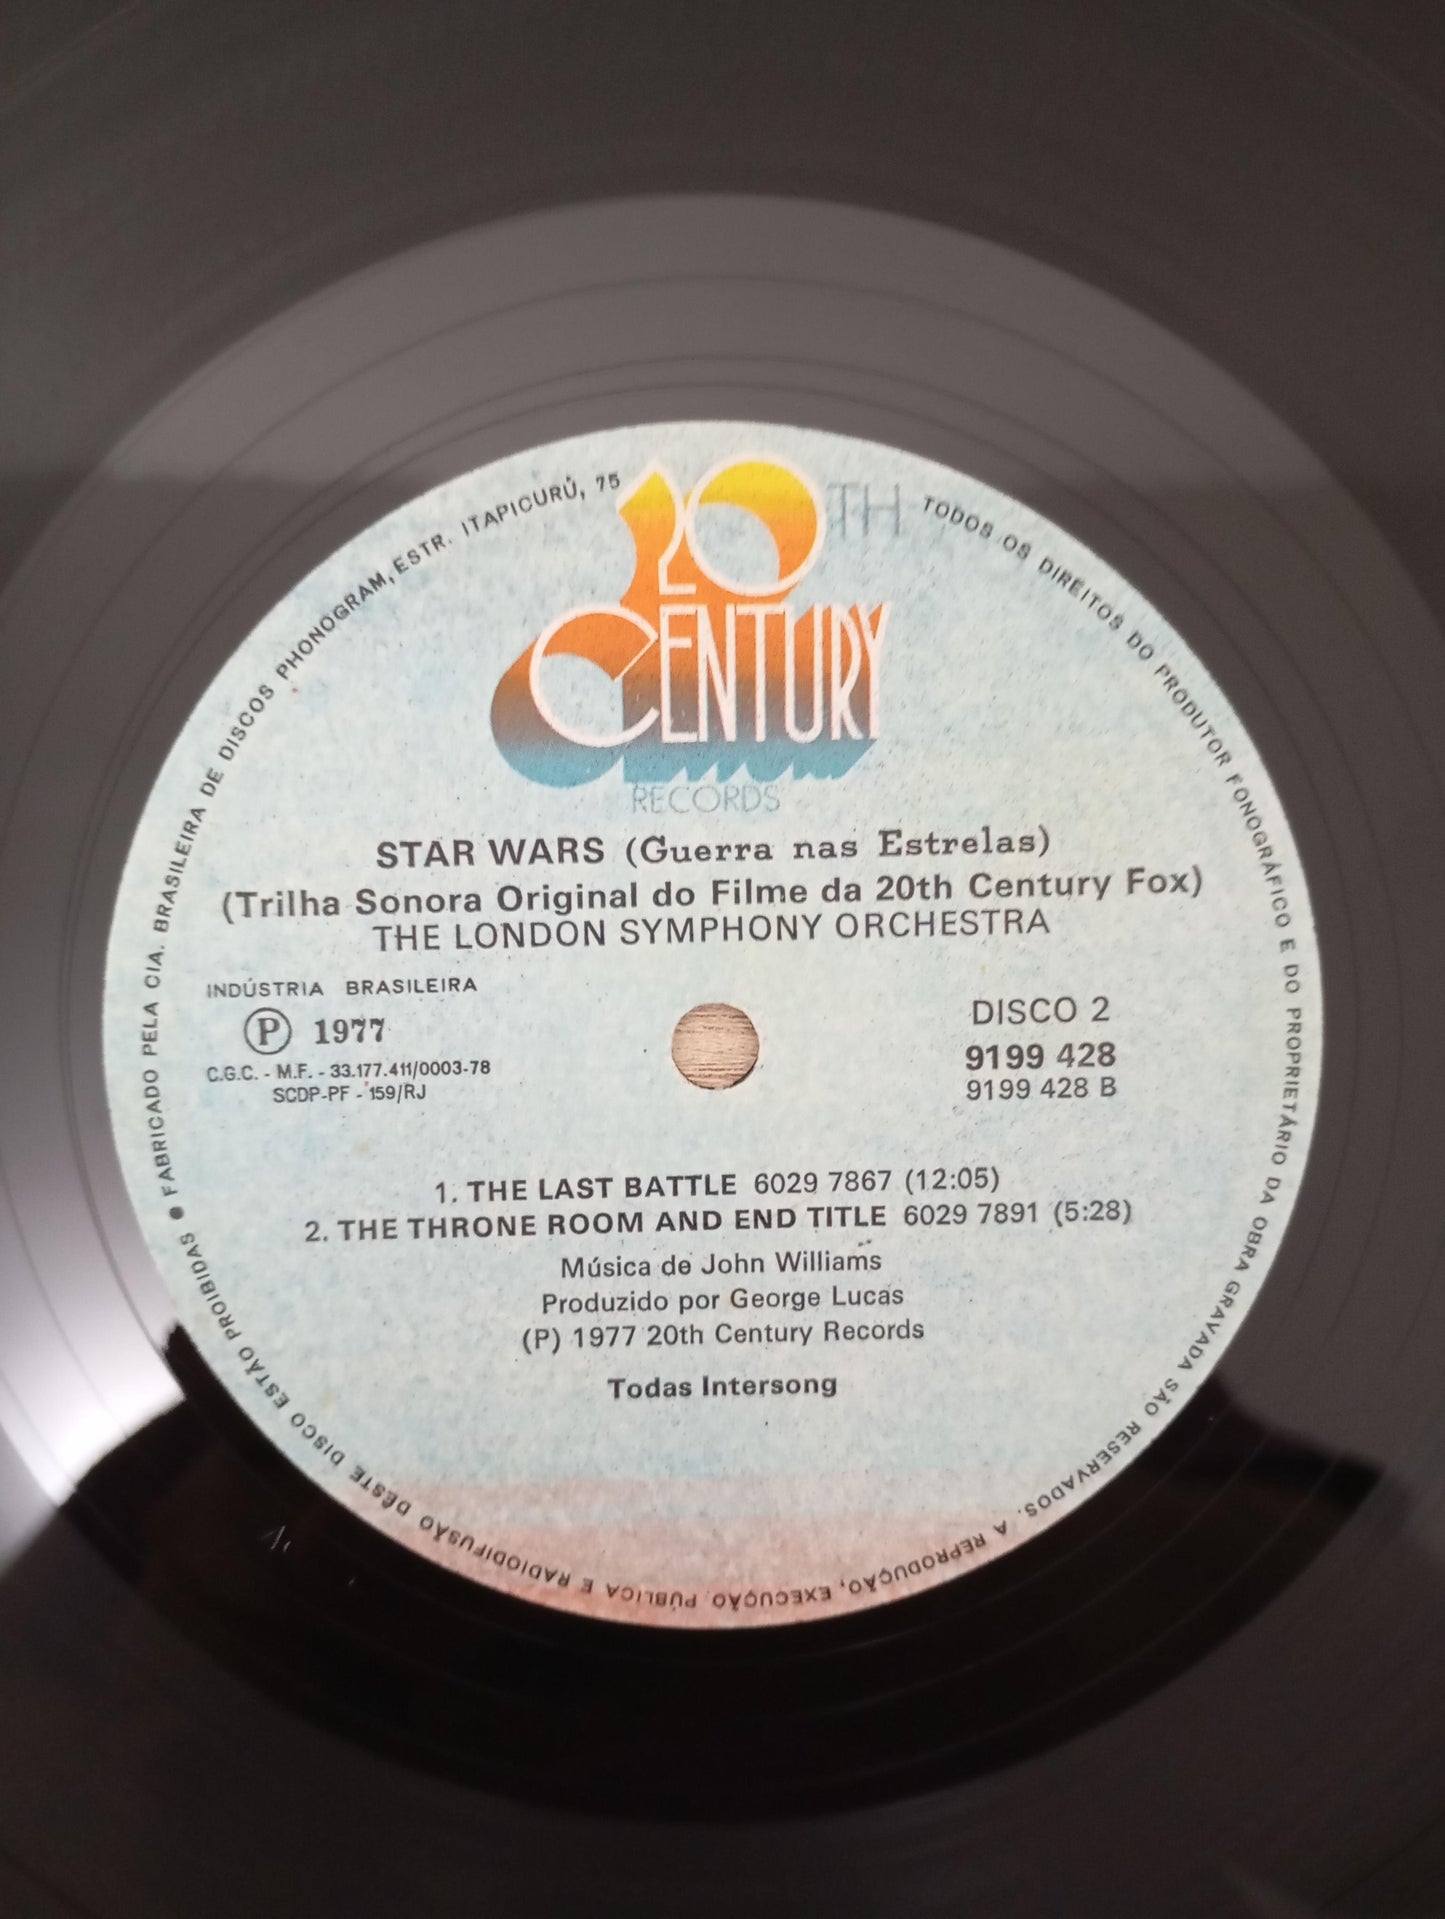 20TH
CENTURY
RECORDS
STAR WARS (Guerra nas Estrelas)
(Trilha Sonora Original do Filme da 20th Century Fox)
THE LONDON SYMPHONY ORCHESTRA
INDÚSTRIA BRASILEIRA
Ⓟ 1977
C.G.C. - M.F. - 33.177.411/0003-78
SCDP-PF - 159/RJ
DISCO 2
9199 428
9199 428 B
1. THE LAST BATTLE 6029 7867 (12:05)
2. THE THRONE ROOM AND END TITLE 6029 7891 (5:28)
Música de John Williams
Produzido por George Lucas
(P) 1977 20th Century Records
Todas Intersong
TODOS OS DIREITOS DO PRODUTOR FONOGRÁFICO E DO PROPRIETÁRIO DA OBRA GRAVADA SÃO RESERVADOS. A REPRODUÇÃO, EXECUÇÃO PÚBLICA E RADIODIFUSÃO DÊSTE DISCO ESTÃO PROIBIDAS ● FABRICADO PELA CIA. BRASILEIRA DE DISCOS PHONOGRAM, ESTR. ITAPICURÚ, 75